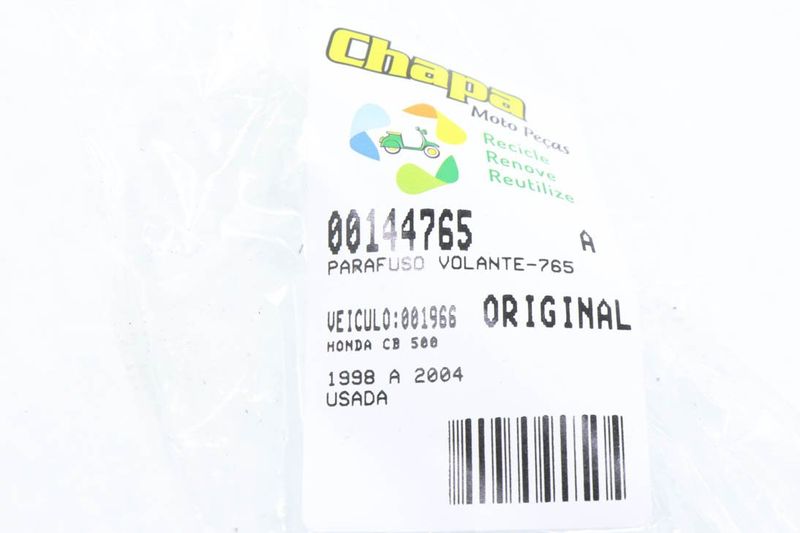 Chapa
Moto Peças
Recicle
Renove
Reutilize
00144765 A
PARAFUSO VOLANTE-765
VEICULO:001966 ORIGINAL
HONDA CB 500
1998 A 2004
USADA